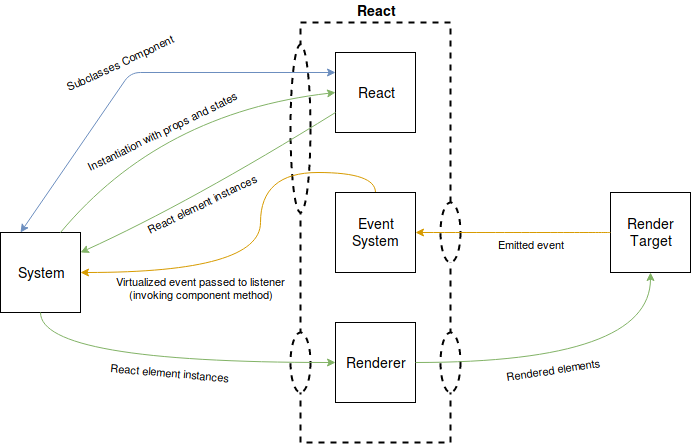 React
Subclasses Component
React
Instantiation with props and states
React element instances
Event
System
Render
Target
Emitted event
System
Virtualized event passed to listener
(invoking component method)
Renderer
React element instances
Rendered elements